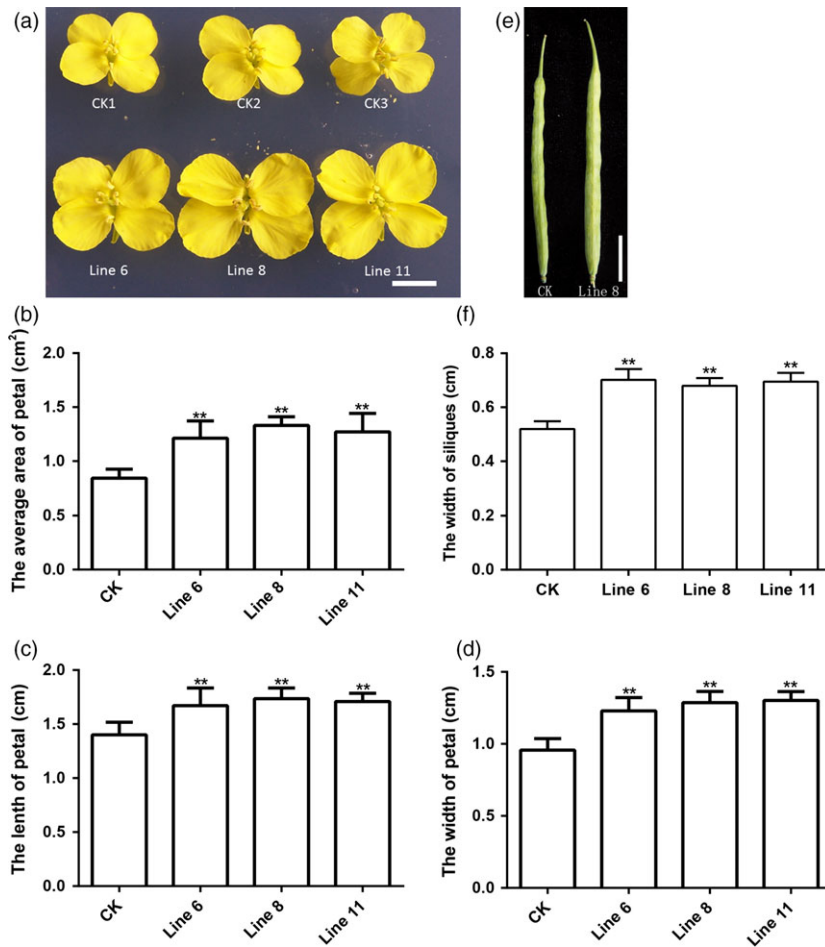 (a)
CK1 CK2 CK3
Line 6 Line 8 Line 11
(e)
CK Line 8
(b)
The average area of petal (cm²)
2.0
1.5
1.0
0.5
0.0
** ** **
CK Line 6 Line 8 Line 11
(f)
The width of siliques (cm)
0.8
0.6
0.4
0.2
0.0
** ** **
CK Line 6 Line 8 Line 11
(c)
The lenth of petal (cm)
2.0
1.5
1.0
0.5
0.0
** ** **
CK Line 6 Line 8 Line 11
(d)
The width of petal (cm)
1.5
1.0
0.5
0.0
** ** **
CK Line 6 Line 8 Line 11